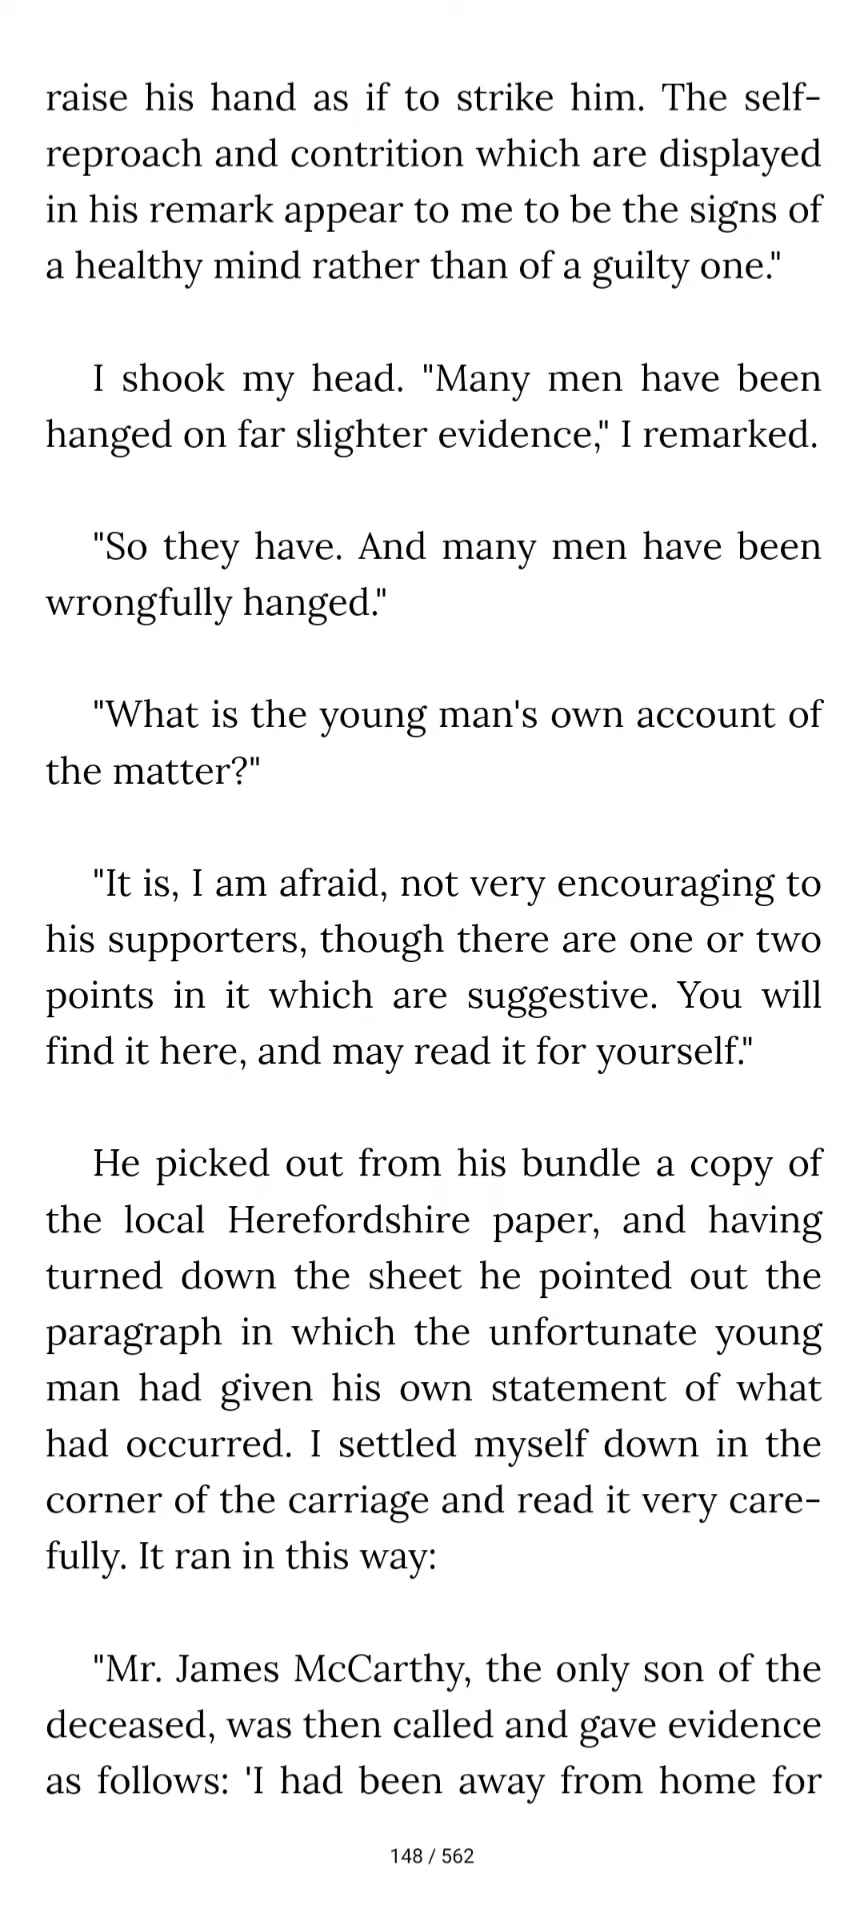 raise his hand as if to strike him. The self-
reproach and contrition which are displayed
in his remark appear to me to be the signs of
a healthy mind rather than of a guilty one."
I shook my head. "Many men have been
hanged on far slighter evidence," I remarked.
"So they have. And many men have been
wrongfully hanged."
"What is the young man's own account of
the matter?"
"It is, I am afraid, not very encouraging to
his supporters, though there are one or two
points in it which are suggestive. You will
find it here, and may read it for yourself."
He picked out from his bundle a copy of
the local Herefordshire paper, and having
turned down the sheet he pointed out the
paragraph in which the unfortunate young
man had given his own statement of what
had occurred. I settled myself down in the
corner of the carriage and read it very care-
fully. It ran in this way:
"Mr. James McCarthy, the only son of the
deceased, was then called and gave evidence
as follows: 'I had been away from home for
148 / 562